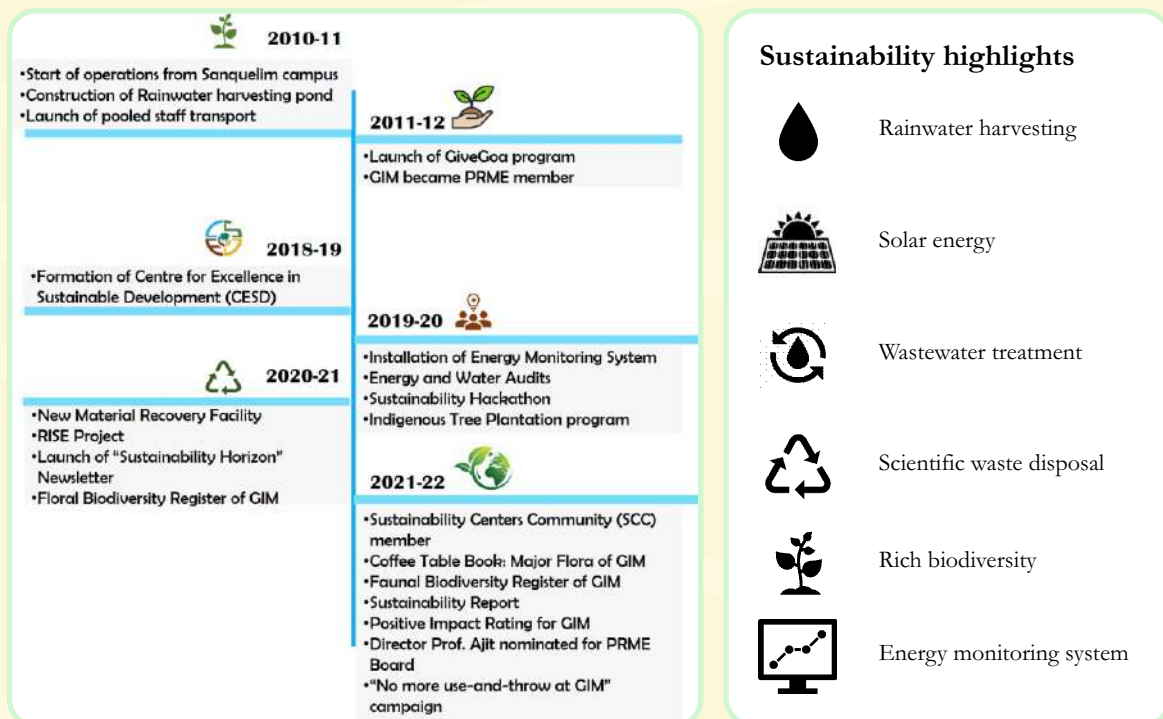 2010-11
•Start of operations from Sanquelim campus
•Construction of Rainwater harvesting pond
•Launch of pooled staff transport
2011-12
•Launch of GiveGoa program
•GIM became PRME member
2018-19
•Formation of Centre for Excellence in
Sustainable Development (CESD)
2019-20
•Installation of Energy Monitoring System
•Energy and Water Audits
•Sustainability Hackathon
•Indigenous Tree Plantation program
2020-21
•New Material Recovery Facility
•RISE Project
•Launch of “Sustainability Horizon”
Newsletter
•Floral Biodiversity Register of GIM
2021-22
•Sustainability Centers Community (SCC)
member
•Coffee Table Book: Major Flora of GIM
•Faunal Biodiversity Register of GIM
•Sustainability Report
•Positive Impact Rating for GIM
•Director Prof. Ajit nominated for PRME
Board
•“No more use-and-throw at GIM”
campaign
Sustainability highlights
Rainwater harvesting
Solar energy
Wastewater treatment
Scientific waste disposal
Rich biodiversity
Energy monitoring system